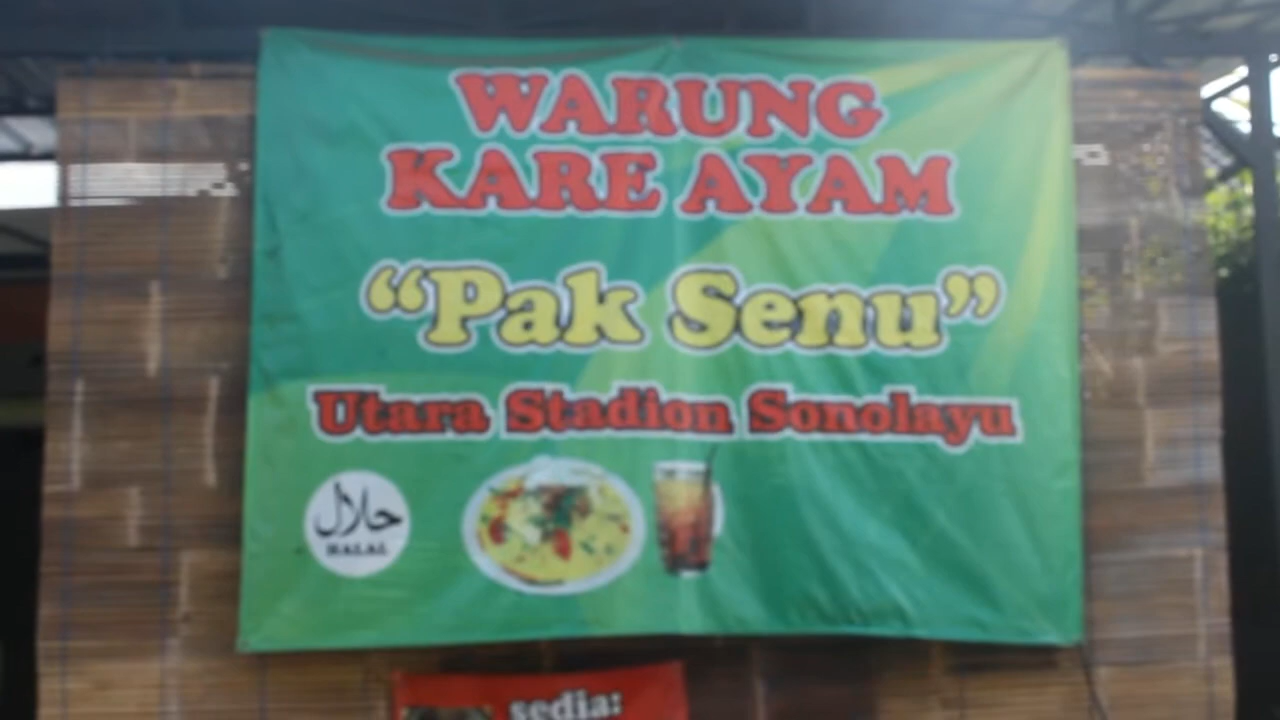 WARUNG
KARE AYAM
“Pak Senu”
Utara Stadion Sonolayu
حلال
HALAL
sedia: